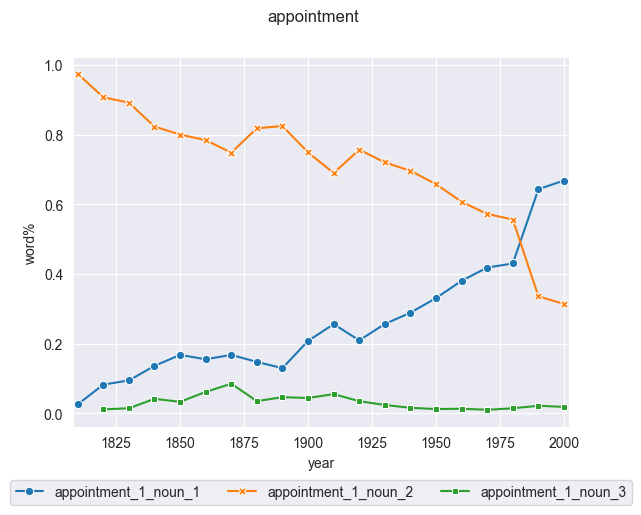 appointment
1.0
0.8
0.6
0.4
0.2
0.0
word%
1825 1850 1875 1900 1925 1950 1975 2000
year
appointment_1_noun_1 appointment_1_noun_2 appointment_1_noun_3